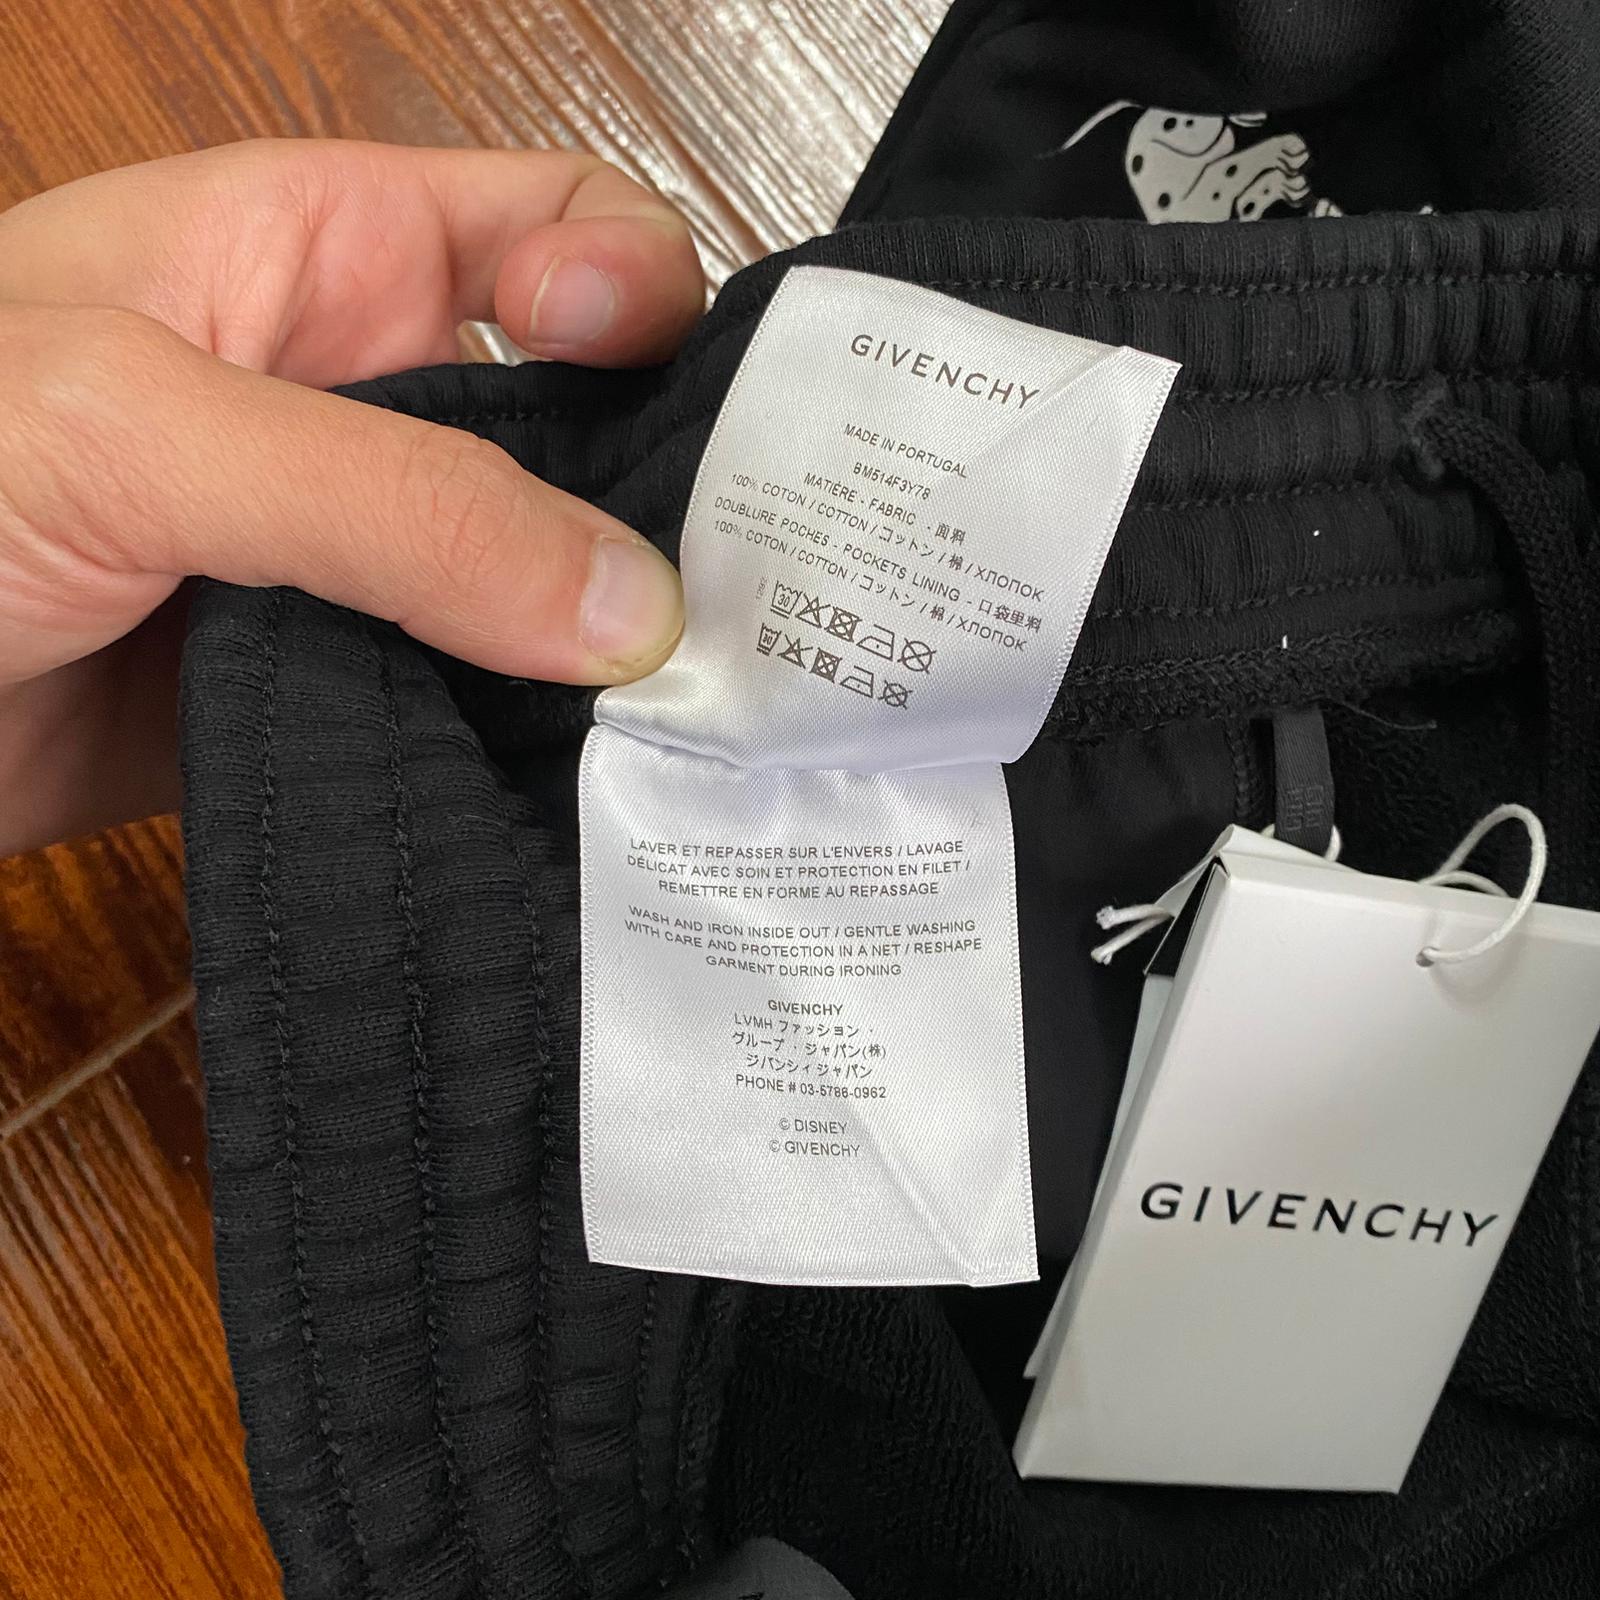 GIVENCHY
MADE IN PORTUGAL
BM514F3Y78
MATIÈRE - FABRIC - 面料
100% COTON / COTTON / コットン / 棉 / ХЛОПОК
DOUBLURE POCHES - POCKETS LINING - 口袋里料
100% COTON / COTTON / コットン / 棉 / ХЛОПОК
30
30
LAVER ET REPASSER SUR L'ENVERS / LAVAGE
DÉLICAT AVEC SOIN ET PROTECTION EN FILET /
REMETTRE EN FORME AU REPASSAGE
WASH AND IRON INSIDE OUT / GENTLE WASHING
WITH CARE AND PROTECTION IN A NET / RESHAPE
GARMENT DURING IRONING
GIVENCHY
LVMH ファッション ・
グループ・ジャパン(株)
ジバンシィ ジャパン
PHONE # 03-5786-0962
© DISNEY
© GIVENCHY
GIVENCHY